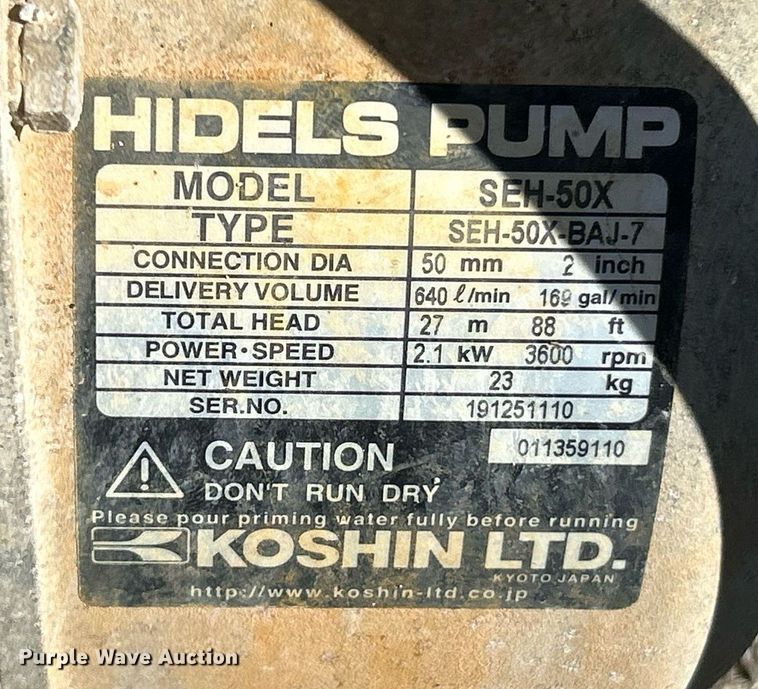 HIDELS PUMP
MODEL SEH-50X
TYPE SEH-50X-BAJ-7
CONNECTION DIA 50 mm 2 inch
DELIVERY VOLUME 640 ℓ/min 169 gal/min
TOTAL HEAD 27 m 88 ft
POWER·SPEED 2.1 kW 3600 rpm
NET WEIGHT 23 kg
SER.NO. 191251110
011359110
CAUTION
DON'T RUN DRY
Please pour priming water fully before running
KOSHIN LTD.
KYOTO JAPAN
http://www.koshin-ltd.co.jp
Purple Wave Auction